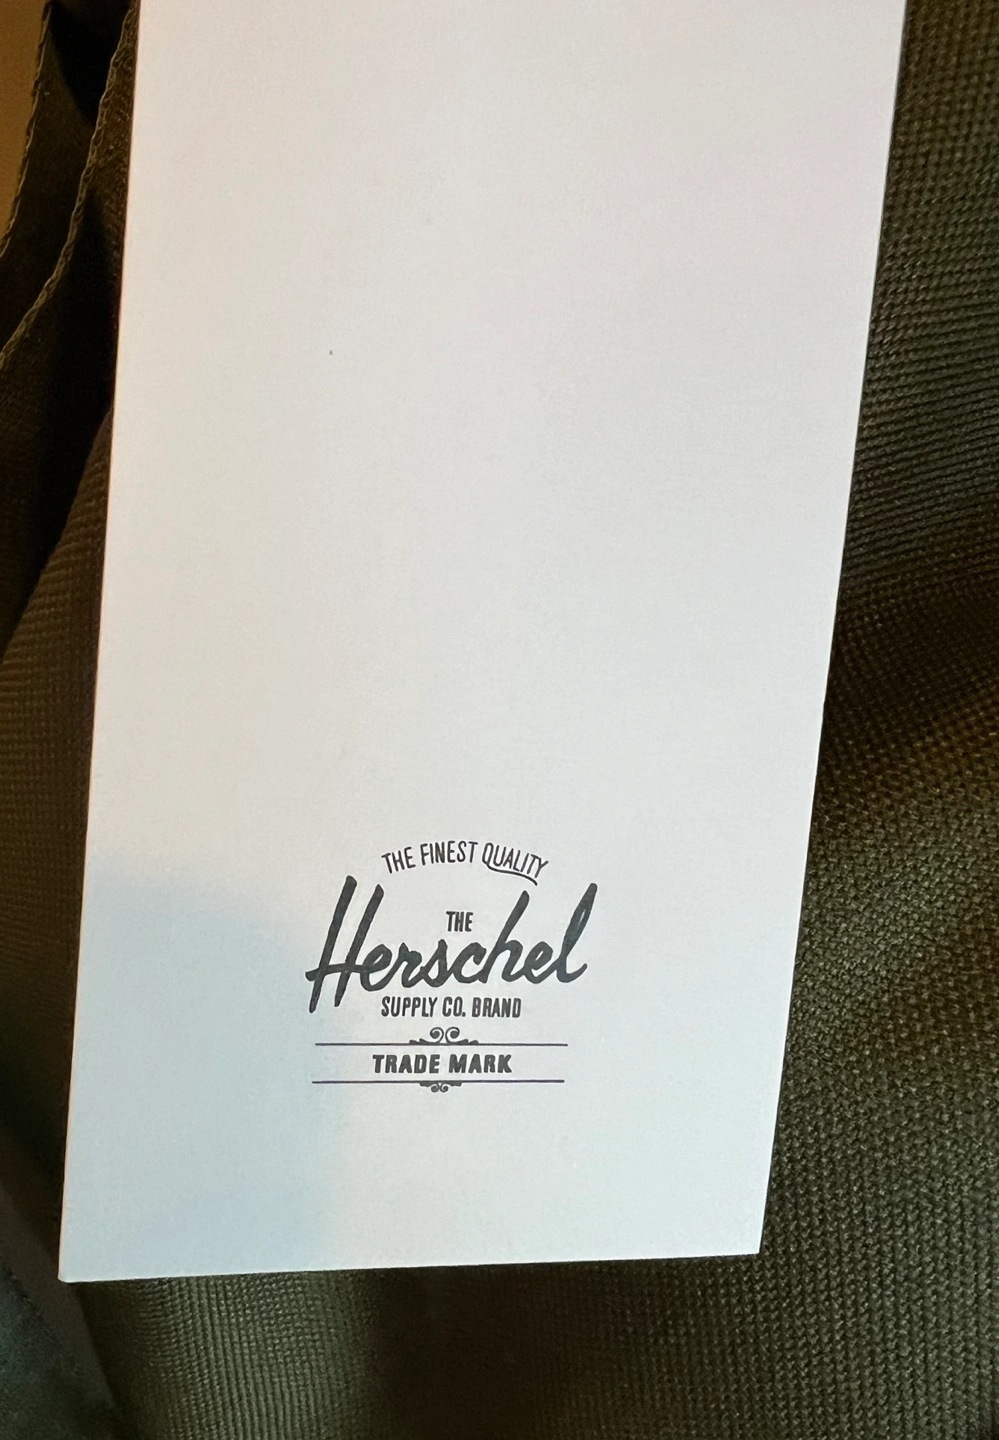 THE FINEST QUALITY
THE
Herschel
SUPPLY CO. BRAND
TRADE MARK